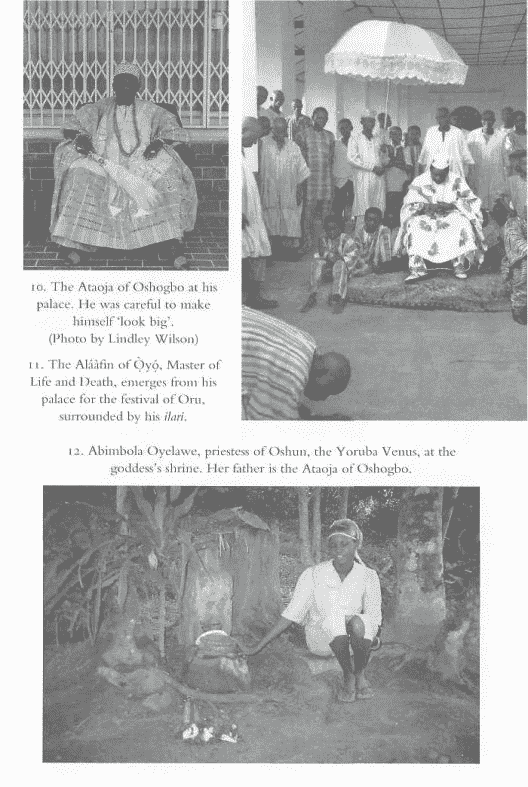 10. The Ataoja of Oshogbo at his
palace. He was careful to make
himself ‘look big’.
(Photo by Lindley Wilson)
11. The Aláàfin of Ọ̀yọ́, Master of
Life and Death, emerges from his
palace for the festival of Oru,
surrounded by his ilari.
12. Abimbola Oyelawe, priestess of Oshun, the Yoruba Venus, at the
goddess’s shrine. Her father is the Ataoja of Oshogbo.